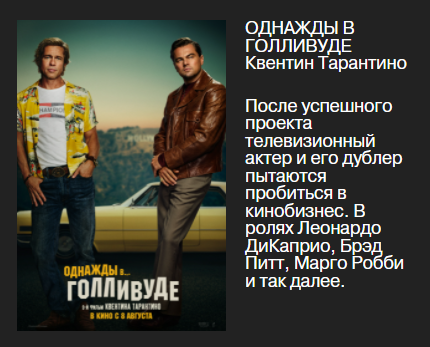 ОДНАЖДЫ В
ГОЛЛИВУДЕ
Квентин Тарантино
После успешного
проекта
телевизионный
актер и его дублер
пытаются
пробиться в
кинобизнес. В
ролях Леонардо
ДиКаприо, Брэд
Питт, Марго Робби
и так далее.
CHAMPION
ОДНАЖДЫ В...
ГОЛЛИВУДЕ
9-Й ФИЛЬМ КВЕНТИНА ТАРАНТИНО
В КИНО С 8 АВГУСТА